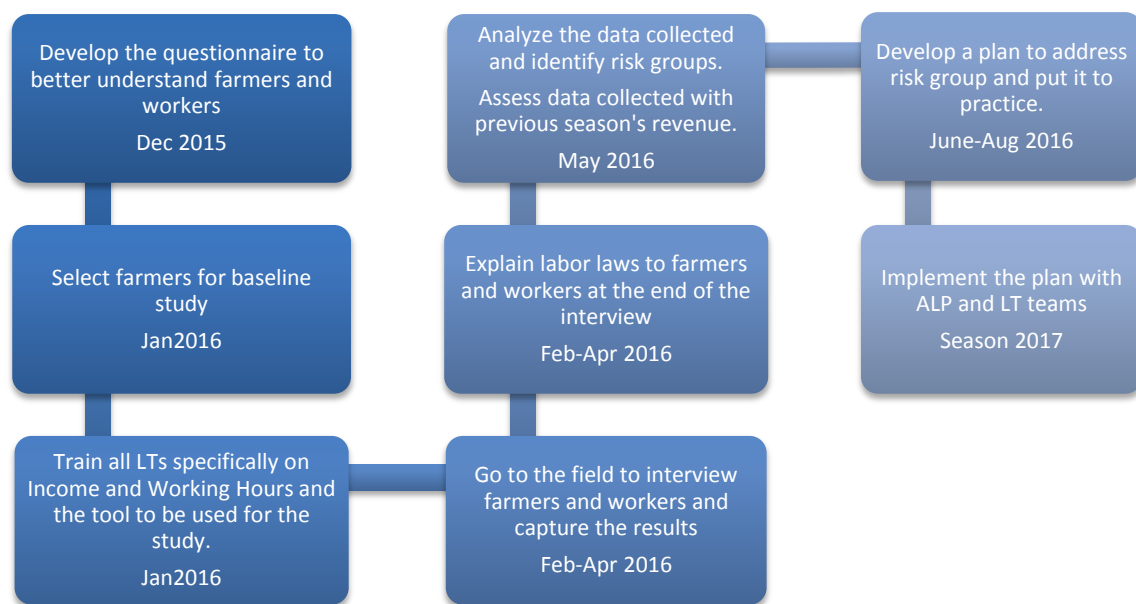 Develop the questionnaire to
better understand farmers and
workers
Dec 2015
Select farmers for baseline
study
Jan2016
Train all LTs specifically on
Income and Working Hours and
the tool to be used for the
study.
Jan2016
Go to the field to interview
farmers and workers and
capture the results
Feb-Apr 2016
Explain labor laws to farmers
and workers at the end of the
interview
Feb-Apr 2016
Analyze the data collected
and identify risk groups.
Assess data collected with
previous season's revenue.
May 2016
Develop a plan to address
risk group and put it to
practice.
June-Aug 2016
Implement the plan with
ALP and LT teams
Season 2017